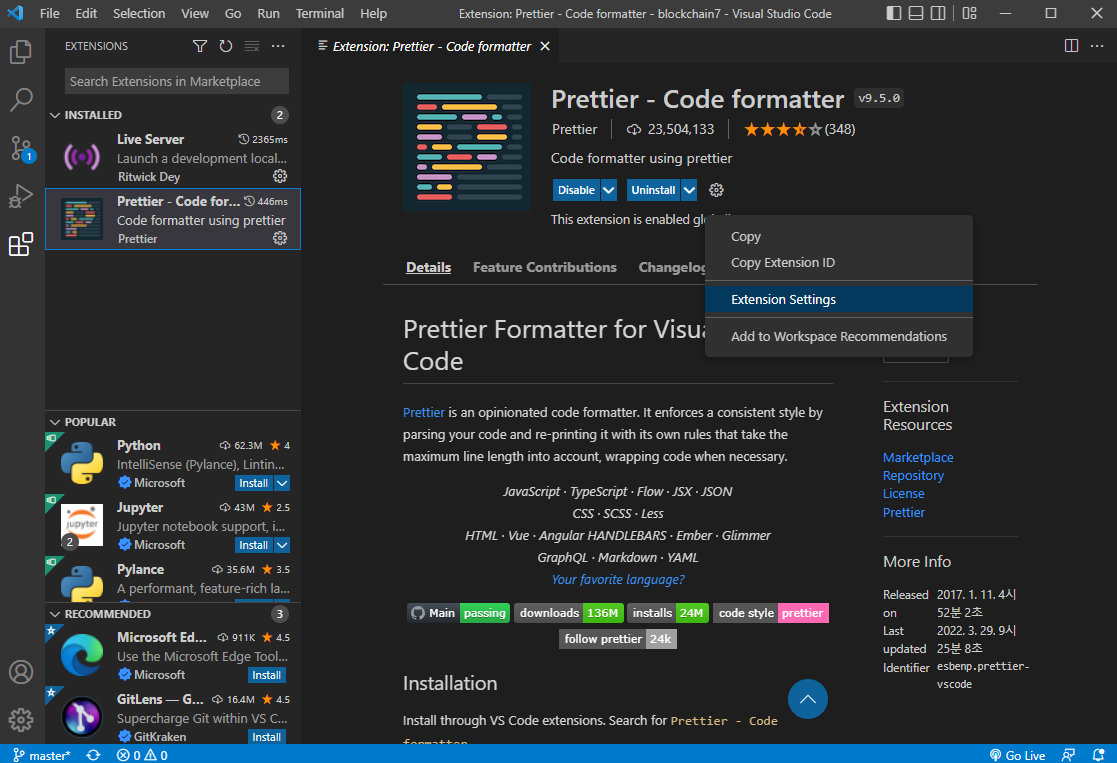 File Edit Selection View Go Run Terminal Help
Extension: Prettier - Code formatter - blockchain7 - Visual Studio Code
EXTENSIONS
Search Extensions in Marketplace
INSTALLED 2
Live Server 2365ms
Launch a development local...
Ritwick Dey
Prettier - Code for... 446ms
Code formatter using prettier
Prettier
POPULAR
Python 62.3M 4
IntelliSense (Pylance), Lintin...
Microsoft Install
Jupyter 43M 2.5
Jupyter notebook support, i...
jupyter
2
Microsoft Install
Pylance 35.6M 3.5
A performant, feature-rich la...
RECOMMENDED 3
Microsoft Ed... 911K 4.5
Use the Microsoft Edge Tool...
Microsoft Install
GitLens — G... 16.4M 4.5
Supercharge Git within VS C...
GitKraken Install
1
Extension: Prettier - Code formatter
Prettier - Code formatter v9.5.0
Prettier 23,504,133 (348)
Code formatter using prettier
Disable Uninstall
This extension is enabled
Copy
Copy Extension ID
Extension Settings
Add to Workspace Recommendations
Details Feature Contributions Changelog
Prettier Formatter for Visua
Code
Prettier is an opinionated code formatter. It enforces a consistent style by
parsing your code and re-printing it with its own rules that take the
maximum line length into account, wrapping code when necessary.
JavaScript · TypeScript · Flow · JSX · JSON
CSS · SCSS · Less
HTML · Vue · Angular HANDLEBARS · Ember · Glimmer
GraphQL · Markdown · YAML
Your favorite language?
Main passing downloads 136M installs 24M code style prettier
follow prettier 24k
Installation
Install through VS Code extensions. Search for Prettier - Code
formatter
Extension
Resources
Marketplace
Repository
License
Prettier
More Info
Released 2017. 1. 11. 4시
on 52분 2초
Last 2022. 3. 29. 9시
updated 25분 8초
Identifier esbenp.prettier-
vscode
master* 0 0 Go Live